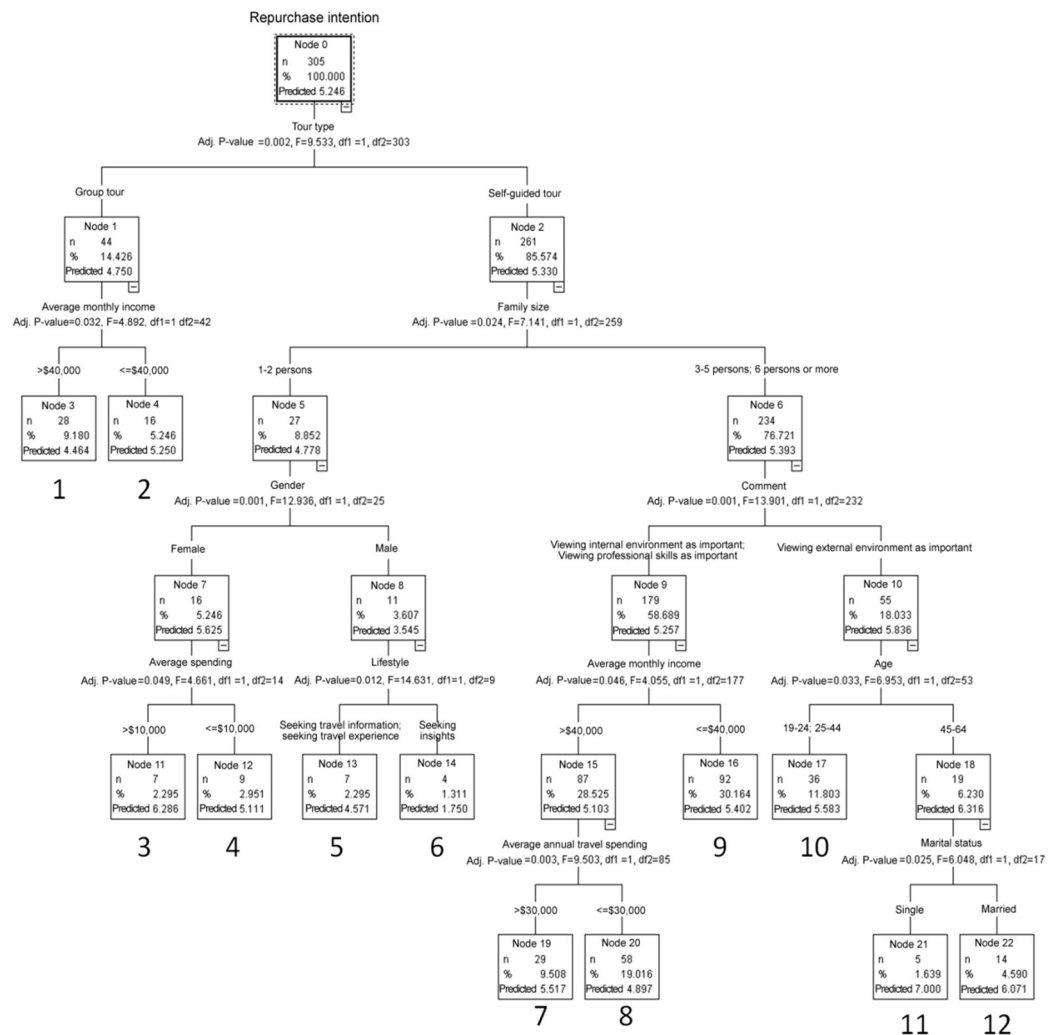 Repurchase intention
Node 0
n 305
% 100.000
Predicted 5.246
Tour type
Adj. P-value =0.002, F=9.533, df1 =1, df2=303
Group tour
Self-guided tour
Node 1
n 44
% 14.426
Predicted 4.750
Node 2
n 261
% 85.574
Predicted 5.330
Average monthly income
Adj. P-value=0.032, F=4.892, df1=1 df2=42
Family size
Adj. P-value =0.024, F=7.141, df1 =1, df2=259
>$40,000
<=$40,000
1-2 persons
3-5 persons; 6 persons or more
Node 3
n 28
% 9.180
Predicted 4.464
1
Node 4
n 16
% 5.246
Predicted 5.250
2
Node 5
n 27
% 8.852
Predicted 4.778
Node 6
n 234
% 76.721
Predicted 5.393
Gender
Adj. P-value =0.001, F=12.936, df1 =1, df2=25
Comment
Adj. P-value =0.001, F=13.901, df1 =1, df2=232
Female
Male
Viewing internal environment as important;
Viewing professional skills as important
Viewing external environment as important
Node 7
n 16
% 5.246
Predicted 5.625
Node 8
n 11
% 3.607
Predicted 3.545
Node 9
n 179
% 58.689
Predicted 5.257
Node 10
n 55
% 18.033
Predicted 5.836
Average spending
Adj. P-value=0.049, F=4.661, df1 =1, df2=14
Lifestyle
Adj. P-value=0.012, F=14.631, df1=1, df2=9
Average monthly income
Adj. P-value=0.046, F=4.055, df1 =1, df2=177
Age
Adj. P-value=0.033, F=6.953, df1 =1, df2=53
>$10,000
<=$10,000
Seeking travel information;
seeking travel experience
Seeking
insights
>$40,000
<=$40,000
19-24; 25-44
45-64
Node 11
n 7
% 2.295
Predicted 6.286
3
Node 12
n 9
% 2.951
Predicted 5.111
4
Node 13
n 7
% 2.295
Predicted 4.571
5
Node 14
n 4
% 1.311
Predicted 1.750
6
Node 15
n 87
% 28.525
Predicted 5.103
Node 16
n 92
% 30.164
Predicted 5.402
9
Node 17
n 36
% 11.803
Predicted 5.583
10
Node 18
n 19
% 6.230
Predicted 6.316
Average annual travel spending
Adj. P-value =0.003, F=9.503, df1 =1, df2=85
Marital status
Adj. P-value =0.025, F=6.048, df1 =1, df2=17
>$30,000
<=$30,000
Single
Married
Node 19
n 29
% 9.508
Predicted 5.517
7
Node 20
n 58
% 19.016
Predicted 4.897
8
Node 21
n 5
% 1.639
Predicted 7.000
11
Node 22
n 14
% 4.590
Predicted 6.071
12